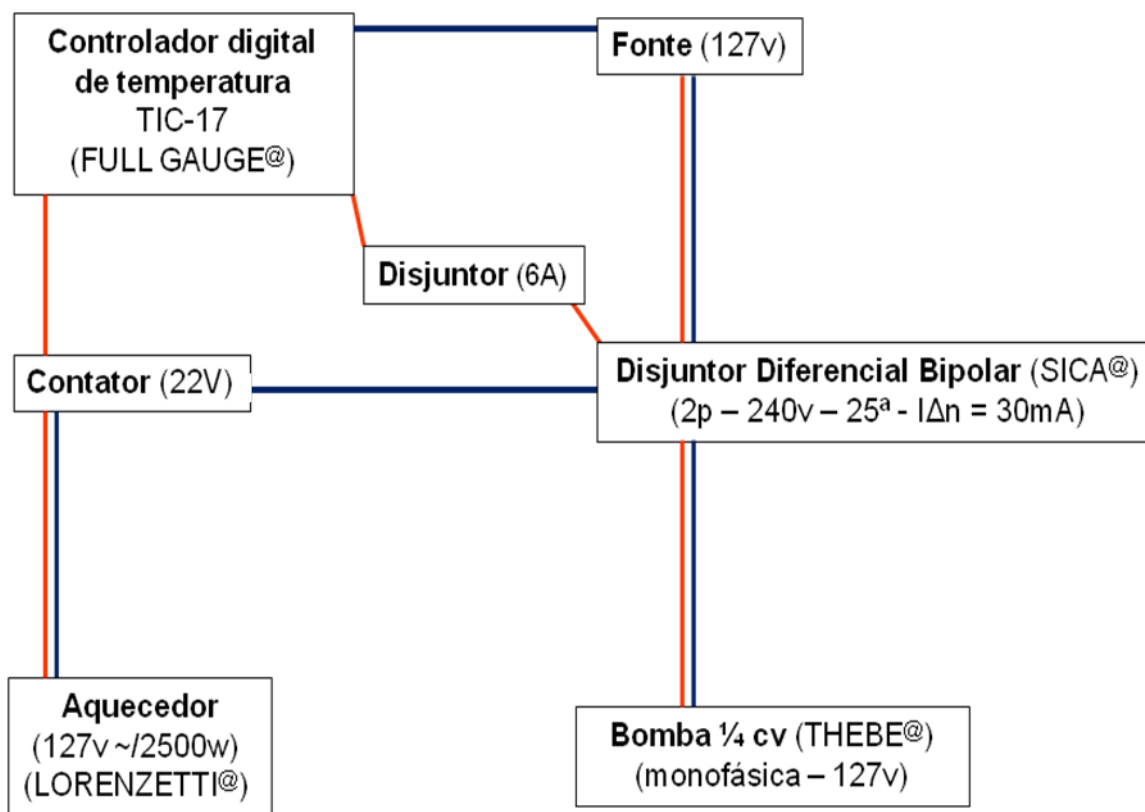 Controlador digital
de temperatura
TIC-17
(FULL GAUGE@)
Fonte (127v)
Disjuntor (6A)
Contator (22V)
Disjuntor Diferencial Bipolar (SICA@)
(2p – 240v – 25ª - IΔn = 30mA)
Aquecedor
(127v ~/2500w)
(LORENZETTI@)
Bomba ¼ cv (THEBE@)
(monofásica – 127v)